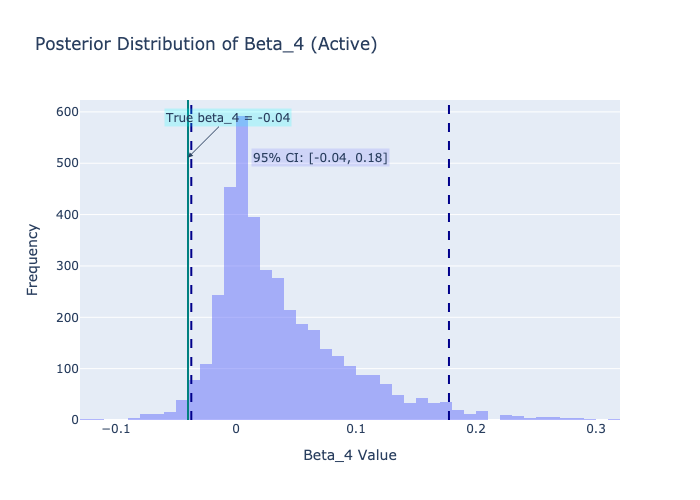 Posterior Distribution of Beta_4 (Active)
600
True beta_4 = -0.04
500
95% CI: [-0.04, 0.18]
400
Frequency
300
200
100
0
−0.1
0
0.1
0.2
0.3
Beta_4 Value